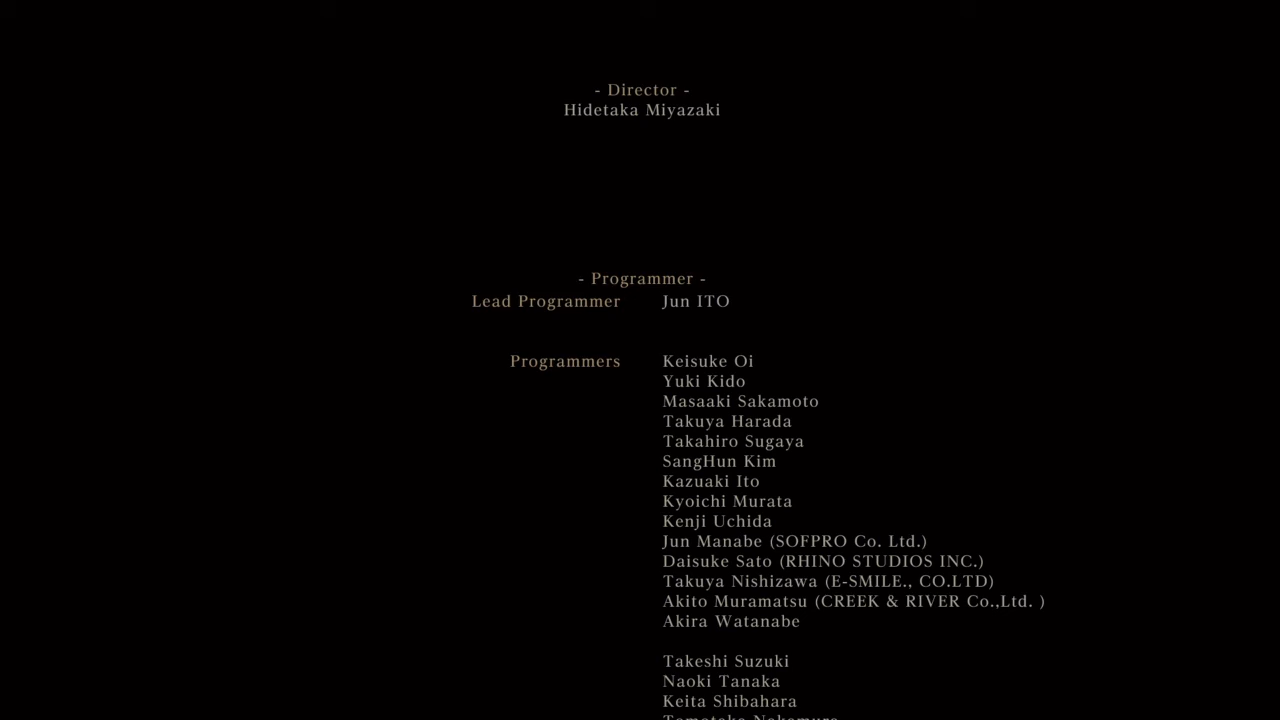 - Director -
Hidetaka Miyazaki
- Programmer -
Lead Programmer Jun ITO
Programmers Keisuke Oi
Yuki Kido
Masaaki Sakamoto
Takuya Harada
Takahiro Sugaya
SangHun Kim
Kazuaki Ito
Kyoichi Murata
Kenji Uchida
Jun Manabe (SOFPRO Co. Ltd.)
Daisuke Sato (RHINO STUDIOS INC.)
Takuya Nishizawa (E-SMILE., CO.LTD)
Akito Muramatsu (CREEK & RIVER Co.,Ltd. )
Akira Watanabe
Takeshi Suzuki
Naoki Tanaka
Keita Shibahara